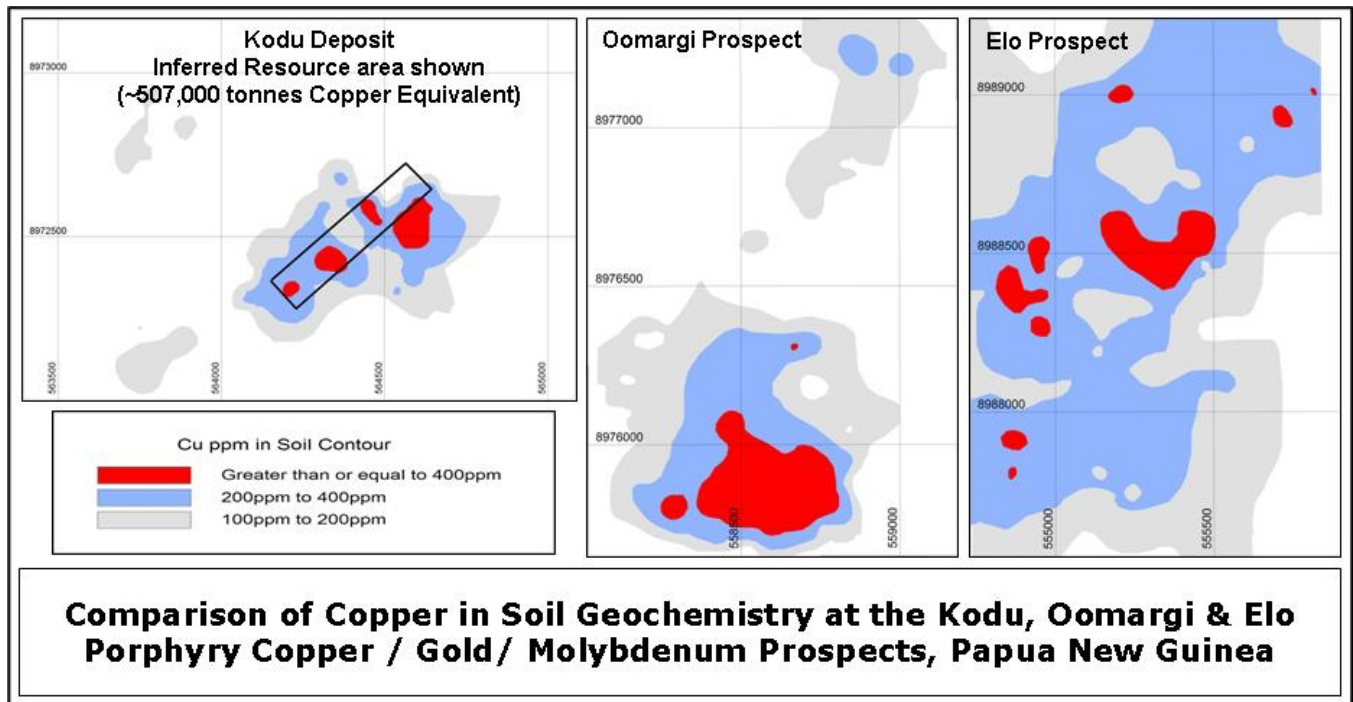 Kodu Deposit
Inferred Resource area shown
(~507,000 tonnes Copper Equivalent)
8973000
8972500
563500
564000
564500
565000
Oomargi Prospect
8977000
8976500
8976000
558500
559000
Elo Prospect
8989000
8988500
8988000
555000
555500
Cu ppm in Soil Contour
Greater than or equal to 400ppm
200ppm to 400ppm
100ppm to 200ppm
Comparison of Copper in Soil Geochemistry at the Kodu, Oomargi & Elo
Porphyry Copper / Gold/ Molybdenum Prospects, Papua New Guinea